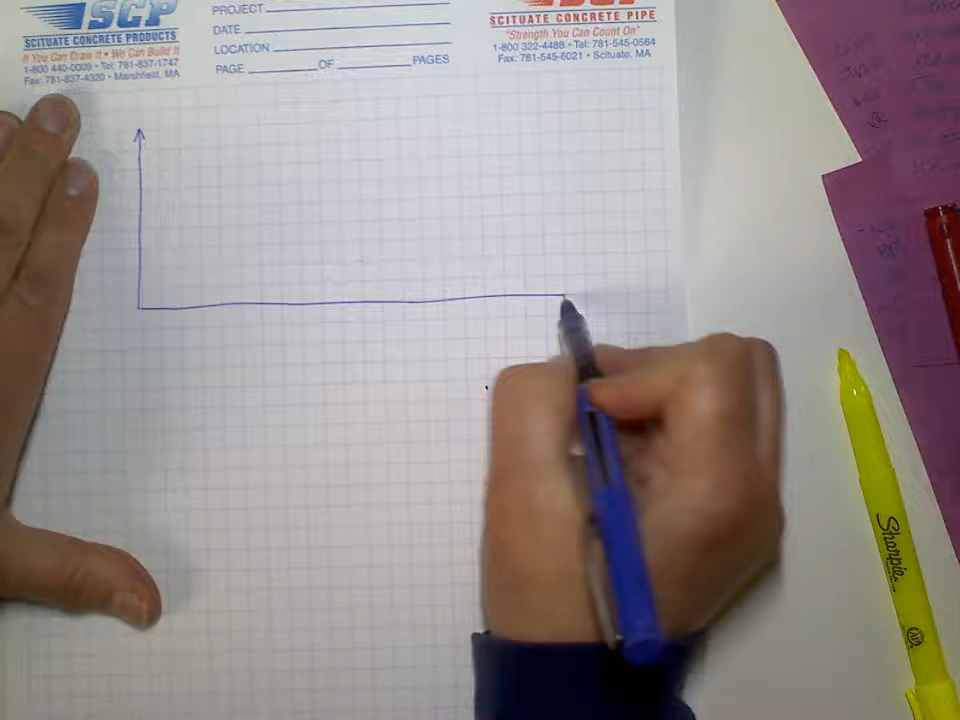 SCP
SCITUATE CONCRETE PRODUCTS
If You Can Draw It • We Can Build It
1-800 440-0009 • Tel: 781-837-1747
Fax: 781-837-4320 • Marshfield, MA
PROJECT
DATE
LOCATION
PAGE OF PAGES
SCITUATE CONCRETE PIPE
"Strength You Can Count On"
1-800 322-4488 • Tel: 781-545-0564
Fax: 781-545-6021 • Scituate, MA
Sharpie